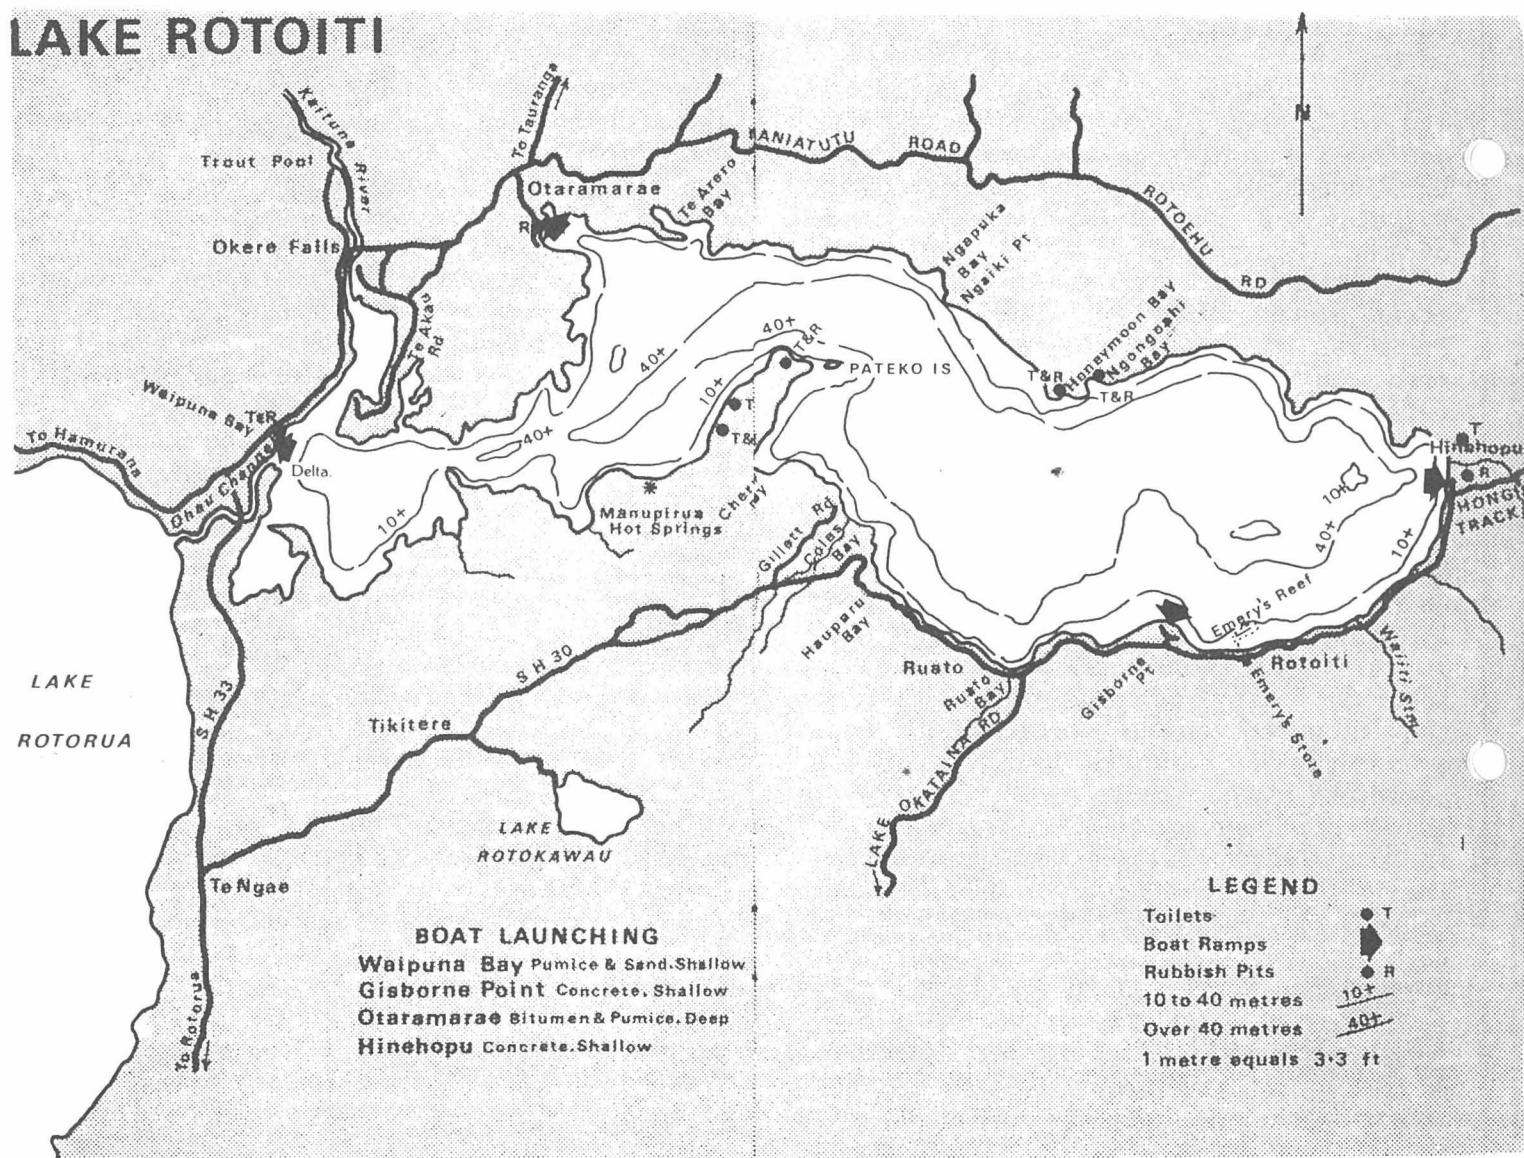 LAKE ROTOITI
N
Kaituna River
To Tauranga
Trout Pool
Otaramarae
R
Te Arero
Bay
MANIATUTU ROAD
ROTOEHU RD
Okere Falls
Te Akau
Rd
Ngapuka
Bay
Ngaiki Pt
Honeymoon Bay
Ngongoahi
Bay
T&R
T&R
40+
40+
T&R
PATEKO IS
10+
T
T&R
40+
Waipuna Bay
T&R
To Hamurana
Ohau Channel
Delta.
10+
Manupirua
Hot Springs
Gillett Rd
Coles
Bay
T
Hinehopu
R
HONGI'S
TRACK
10+
40+
10+
Emery's Reef
Hauparu
Bay
Ruato
Ruato
Bay
Gisborne
Pt
Rotoiti
Emery's Store
Waiiti Stm
LAKE
ROTORUA
S H 33
S H 30
Tikitere
LAKE
ROTOKAWAU
LAKE OKATAINA RD
Te Ngae
To Rotorua
BOAT LAUNCHING
Waipuna Bay Pumice & Sand. Shallow
Gisborne Point Concrete. Shallow
Otaramarae Bitumen & Pumice. Deep
Hinehopu Concrete. Shallow
LEGEND
Toilets T
Boat Ramps
Rubbish Pits R
10 to 40 metres 10+
Over 40 metres 40+
1 metre equals 3·3 ft